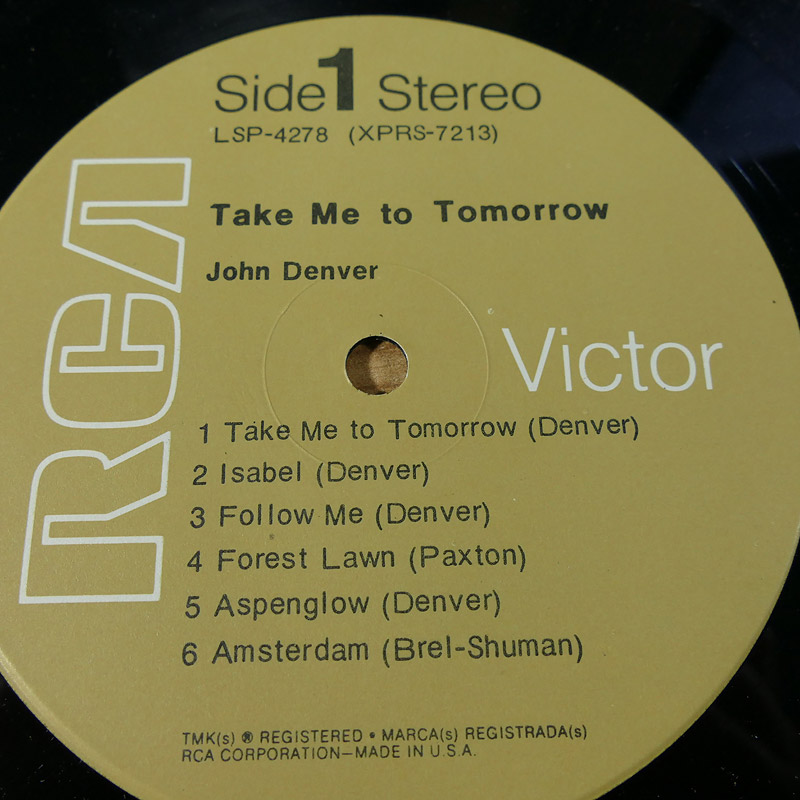 Side 1 Stereo
LSP-4278 (XPRS-7213)
Take Me to Tomorrow
John Denver
RCA
Victor
1 Take Me to Tomorrow (Denver)
2 Isabel (Denver)
3 Follow Me (Denver)
4 Forest Lawn (Paxton)
5 Aspenglow (Denver)
6 Amsterdam (Brel-Shuman)
TMK(s) ® REGISTERED • MARCA(s) REGISTRADA(s)
RCA CORPORATION—MADE IN U.S.A.